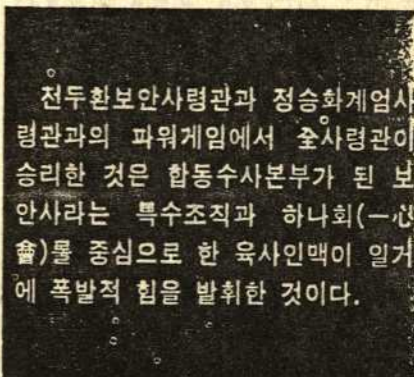 전두환보안사령관과 정승화계엄사
령관과의 파워게임에서 全사령관이
승리한 것은 합동수사본부가 된 보
안사라는 특수조직과 하나회(一心
會)를 중심으로 한 육사인맥이 일거
에 폭발적 힘을 발휘한 것이다.